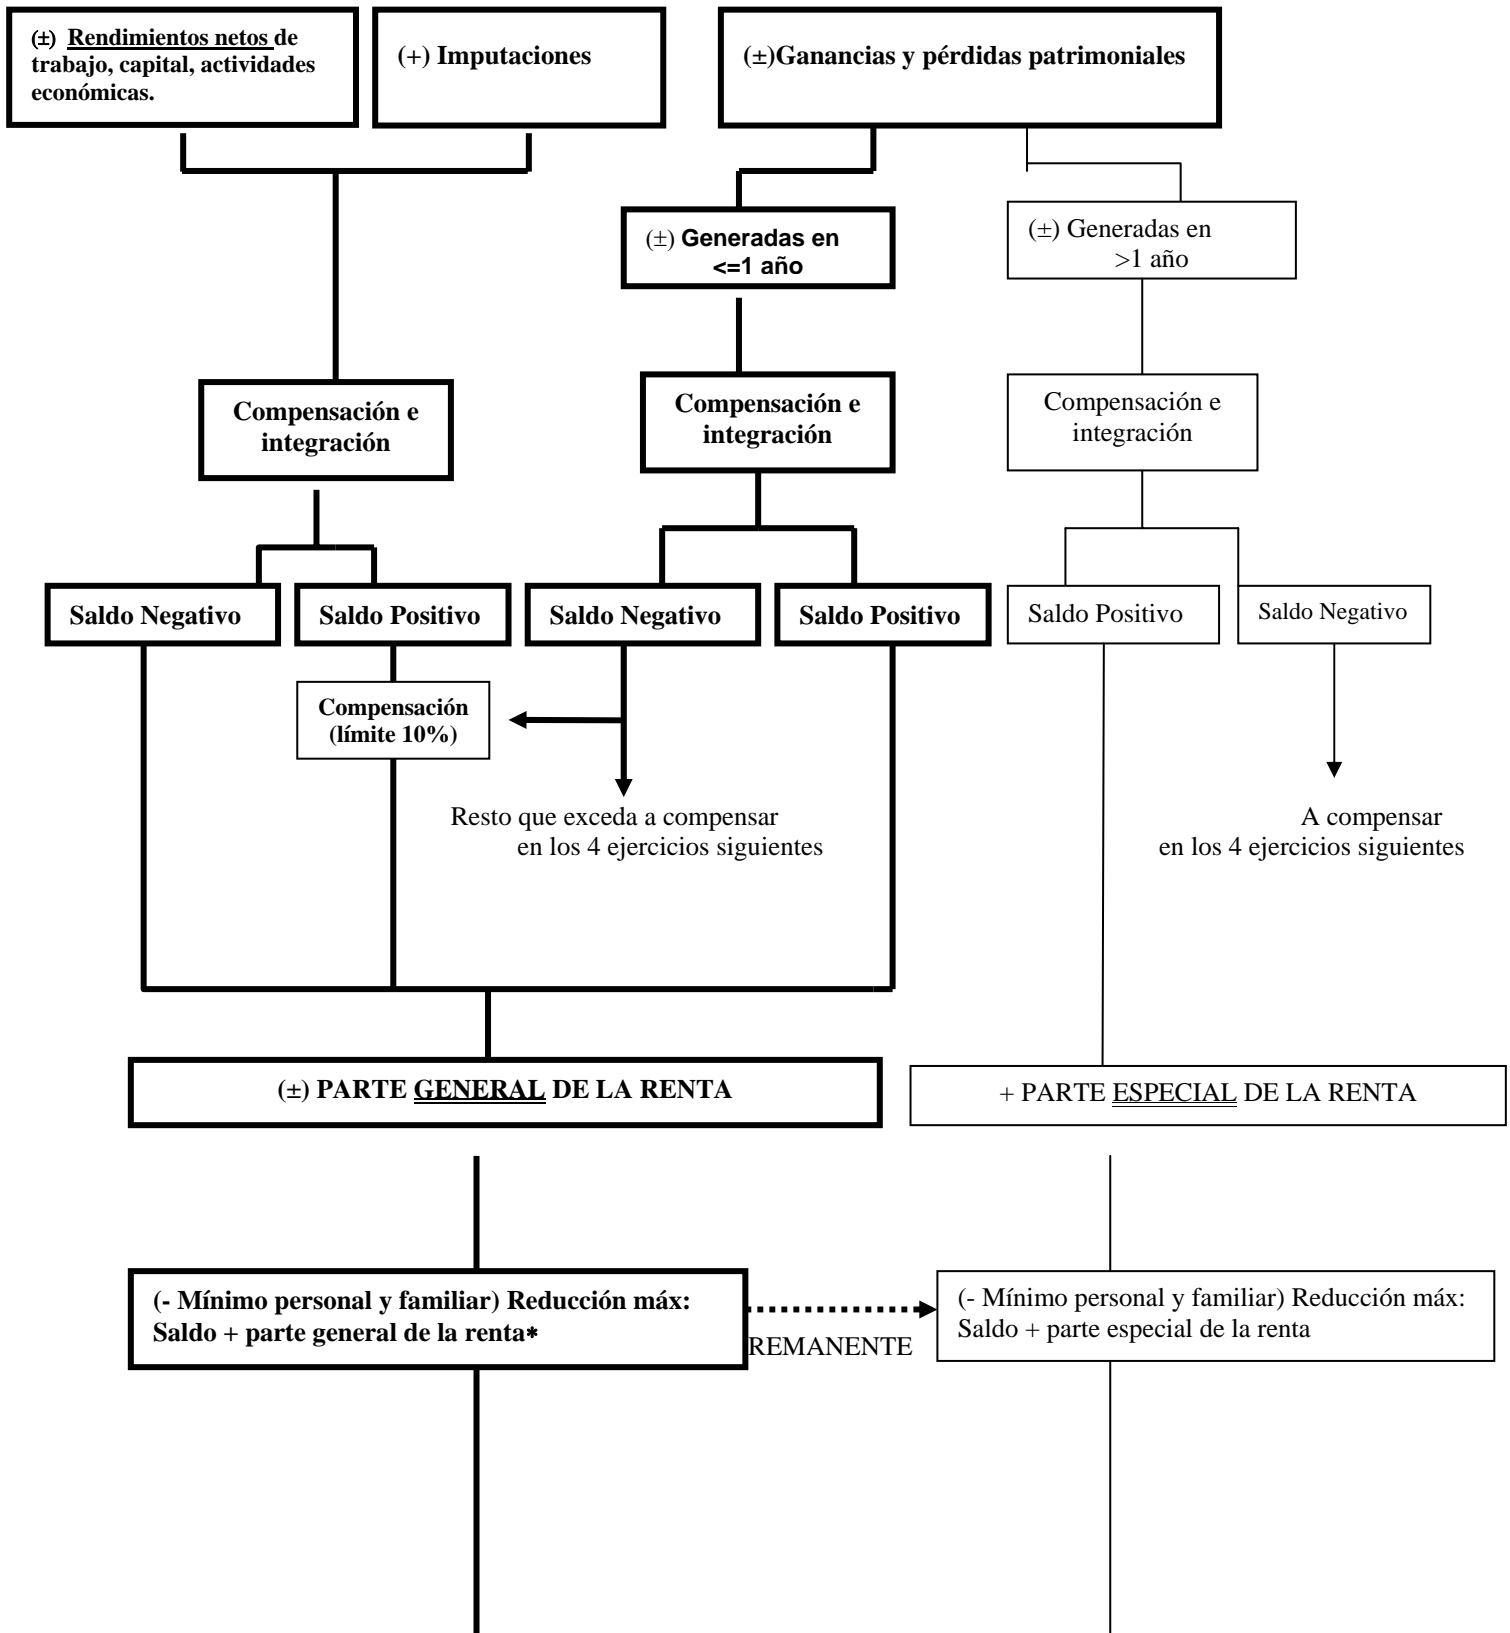 (±) Rendimientos netos de
trabajo, capital, actividades
económicas.
(+) Imputaciones
(±)Ganancias y pérdidas patrimoniales
(±) Generadas en
<=1 año
(±) Generadas en
>1 año
Compensación e
integración
Compensación e
integración
Compensación e
integración
Saldo Negativo
Saldo Positivo
Saldo Negativo
Saldo Positivo
Saldo Positivo
Saldo Negativo
Compensación
(límite 10%)
Resto que exceda a compensar
en los 4 ejercicios siguientes
A compensar
en los 4 ejercicios siguientes
(±) PARTE GENERAL DE LA RENTA
+ PARTE ESPECIAL DE LA RENTA
(- Mínimo personal y familiar) Reducción máx:
Saldo + parte general de la renta*
REMANENTE
(- Mínimo personal y familiar) Reducción máx:
Saldo + parte especial de la renta